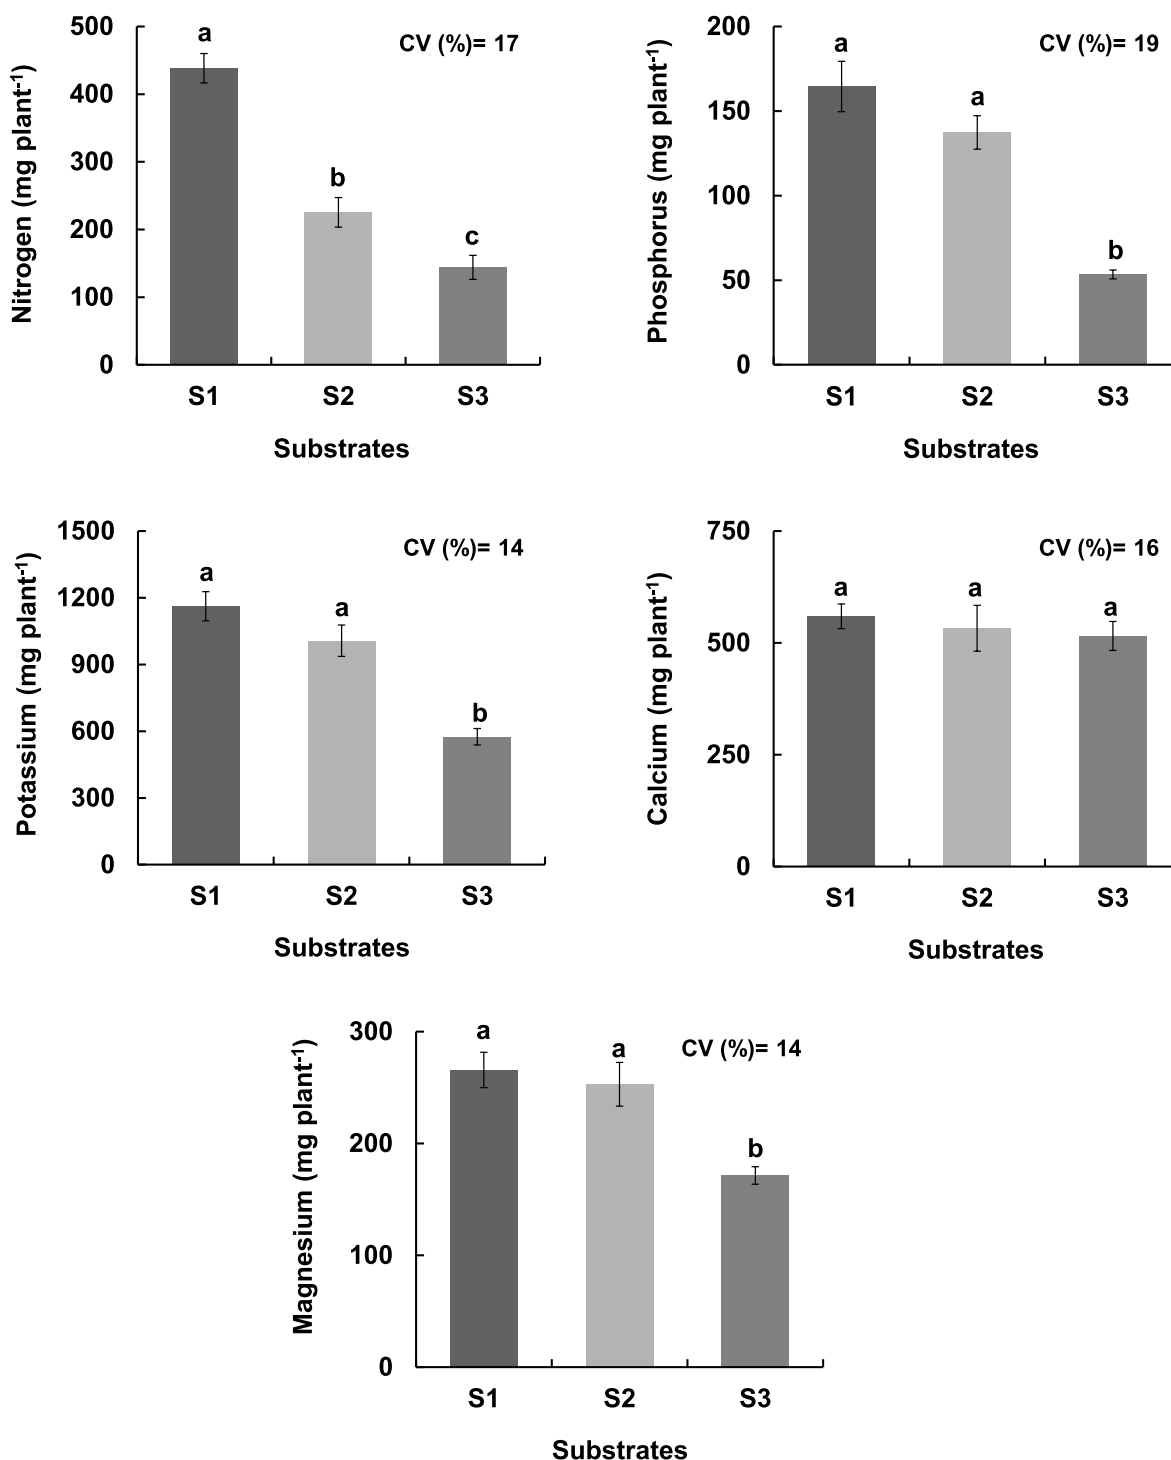 500
400
300
200
100
0
Nitrogen (mg plant-1)
CV (%)= 17
a
b
c
S1 S2 S3
Substrates
200
150
100
50
0
Phosphorus (mg plant-1)
CV (%)= 19
a
a
b
S1 S2 S3
Substrates
1500
1200
900
600
300
0
Potassium (mg plant-1)
CV (%)= 14
a
a
b
S1 S2 S3
Substrates
750
500
250
0
Calcium (mg plant-1)
CV (%)= 16
a
a
a
S1 S2 S3
Substrates
300
200
100
0
Magnesium (mg plant-1)
CV (%)= 14
a
a
b
S1 S2 S3
Substrates